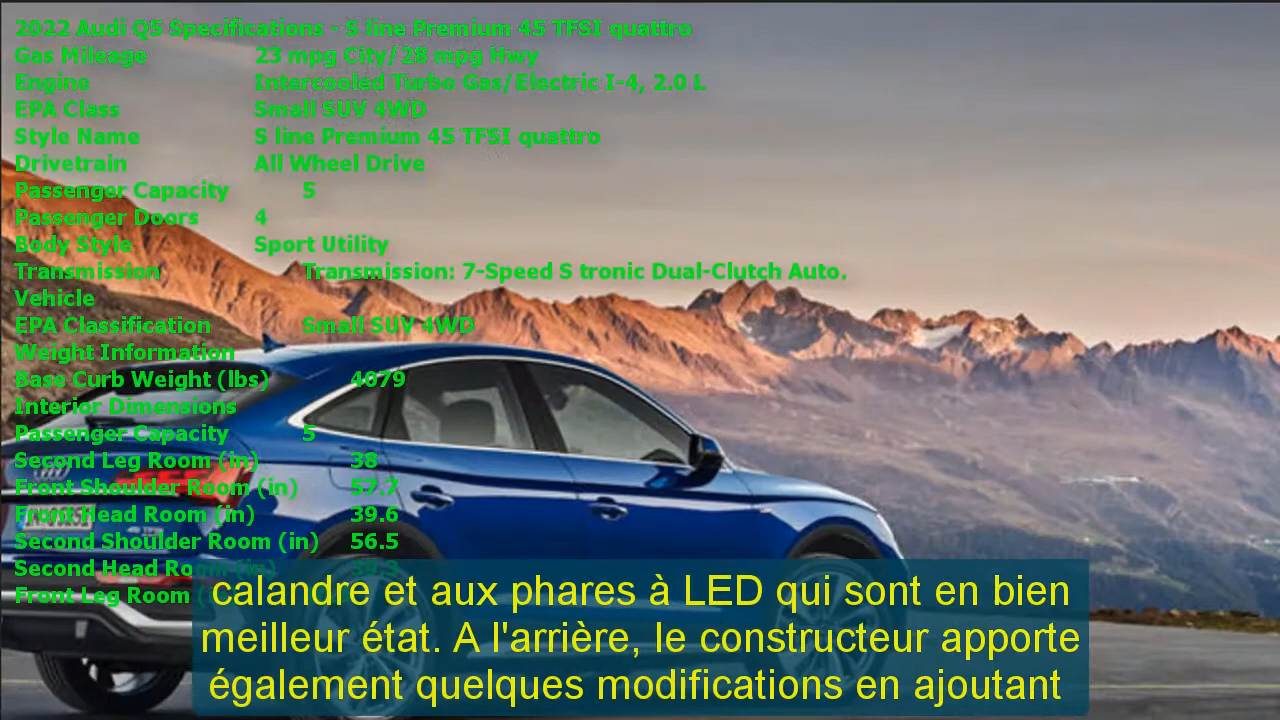 2022 Audi Q5 Specifications - S line Premium 45 TFSI quattro
Gas Mileage 23 mpg City/28 mpg Hwy
Engine Intercooled Turbo Gas/Electric I-4, 2.0 L
EPA Class Small SUV 4WD
Style Name S line Premium 45 TFSI quattro
Drivetrain All Wheel Drive
Passenger Capacity 5
Passenger Doors 4
Body Style Sport Utility
Transmission Transmission: 7-Speed S tronic Dual-Clutch Auto.
Vehicle
EPA Classification Small SUV 4WD
Weight Information
Base Curb Weight (lbs) 4079
Interior Dimensions
Passenger Capacity 5
Second Leg Room (in) 38
Front Shoulder Room (in) 57.7
Front Head Room (in) 39.6
Second Shoulder Room (in) 56.5
Second Head Room (in)
Front Leg Room
calandre et aux phares à LED qui sont en bien
meilleur état. A l'arrière, le constructeur apporte
également quelques modifications en ajoutant